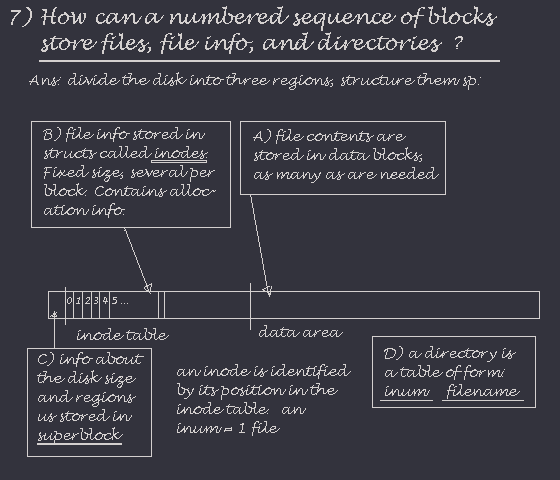 7) How can a numbered sequence of blocks
store files, file info, and directories ?
Ans: divide the disk into three regions, structure them sp:
B) file info stored in
structs called inodes
Fixed size, several per
block. Contains alloc-
ation info.
A) file contents are
stored in data blocks,
as many as are needed
0 1 2 3 4 5 ...
inode table
data area
C) info about
the disk size
and regions
us stored in
superblock
an inode is identified
by its position in the
inode table. an
inum = 1 file
D) a directory is
a table of form
inum filename